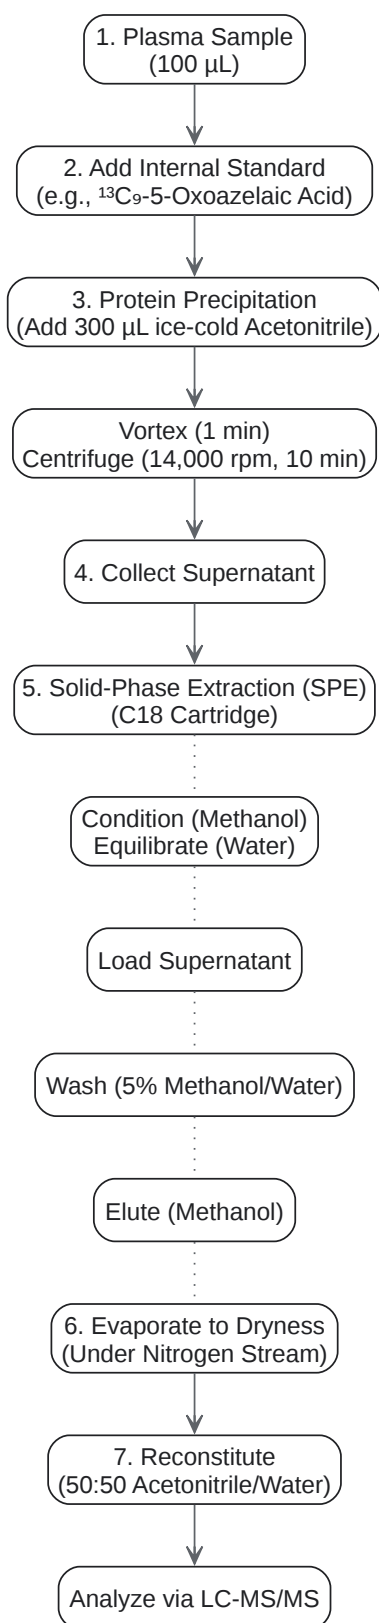 1. Plasma Sample
(100 µL)
2. Add Internal Standard
(e.g., ¹³C₉-5-Oxoazelaic Acid)
3. Protein Precipitation
(Add 300 µL ice-cold Acetonitrile)
Vortex (1 min)
Centrifuge (14,000 rpm, 10 min)
4. Collect Supernatant
5. Solid-Phase Extraction (SPE)
(C18 Cartridge)
Condition (Methanol)
Equilibrate (Water)
Load Supernatant
Wash (5% Methanol/Water)
Elute (Methanol)
6. Evaporate to Dryness
(Under Nitrogen Stream)
7. Reconstitute
(50:50 Acetonitrile/Water)
Analyze via LC-MS/MS